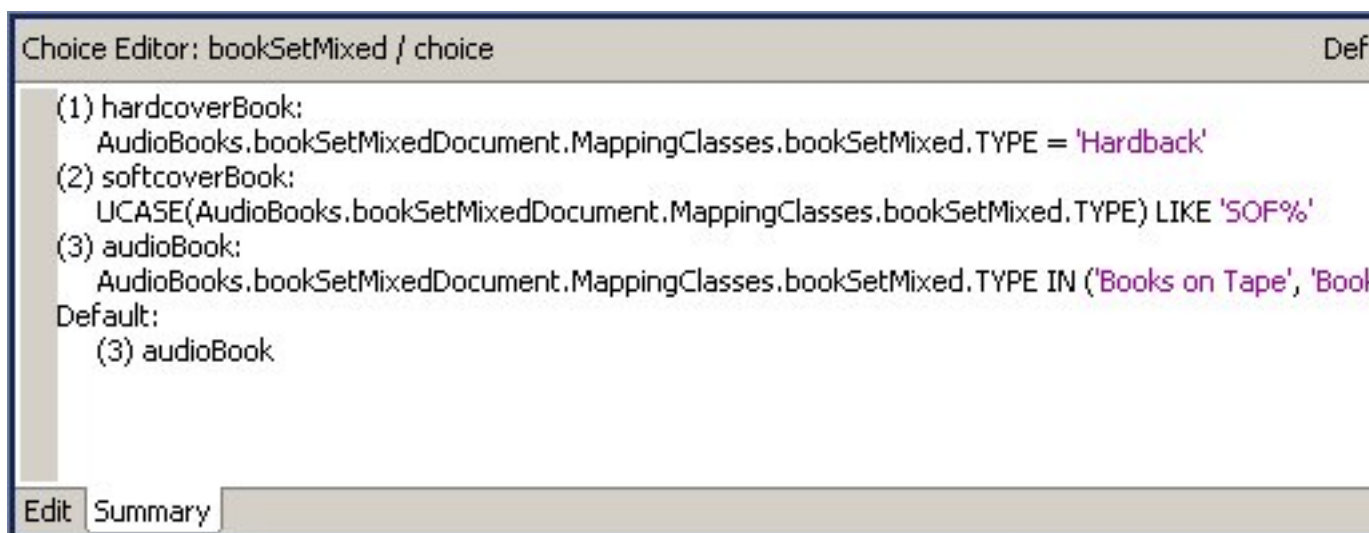 Choice Editor: bookSetMixed / choice Def
(1) hardcoverBook:
AudioBooks.bookSetMixedDocument.MappingClasses.bookSetMixed.TYPE = 'Hardback'
(2) softcoverBook:
UCASE(AudioBooks.bookSetMixedDocument.MappingClasses.bookSetMixed.TYPE) LIKE 'SOF%'
(3) audioBook:
AudioBooks.bookSetMixedDocument.MappingClasses.bookSetMixed.TYPE IN ('Books on Tape', 'Book
Default:
(3) audioBook
Edit Summary